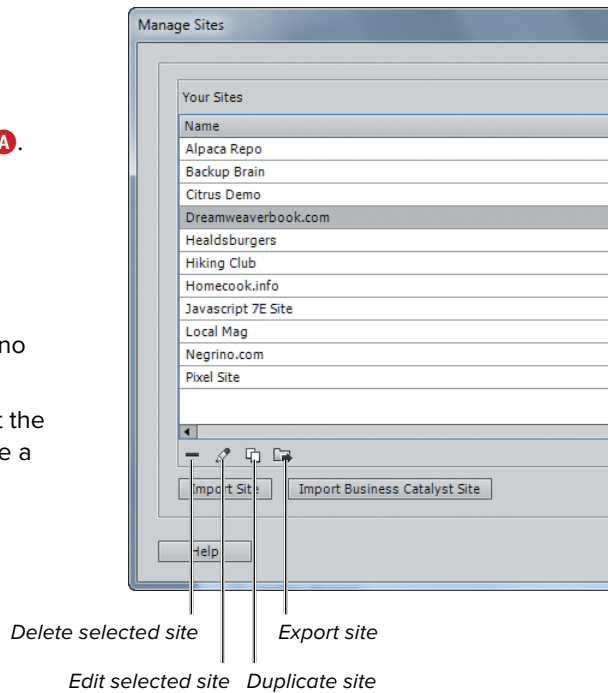 Manage Sites
Your Sites
Name
A.
Alpaca Repo
Backup Brain
Citrus Demo
Dreamweaverbook.com
Healdsburgers
Hiking Club
Homecook.info
Javascript 7E Site
Local Mag
no
Negrino.com
Pixel Site
t the
e a
Import Site
Import Business Catalyst Site
Help
Delete selected site
Export site
Edit selected site
Duplicate site